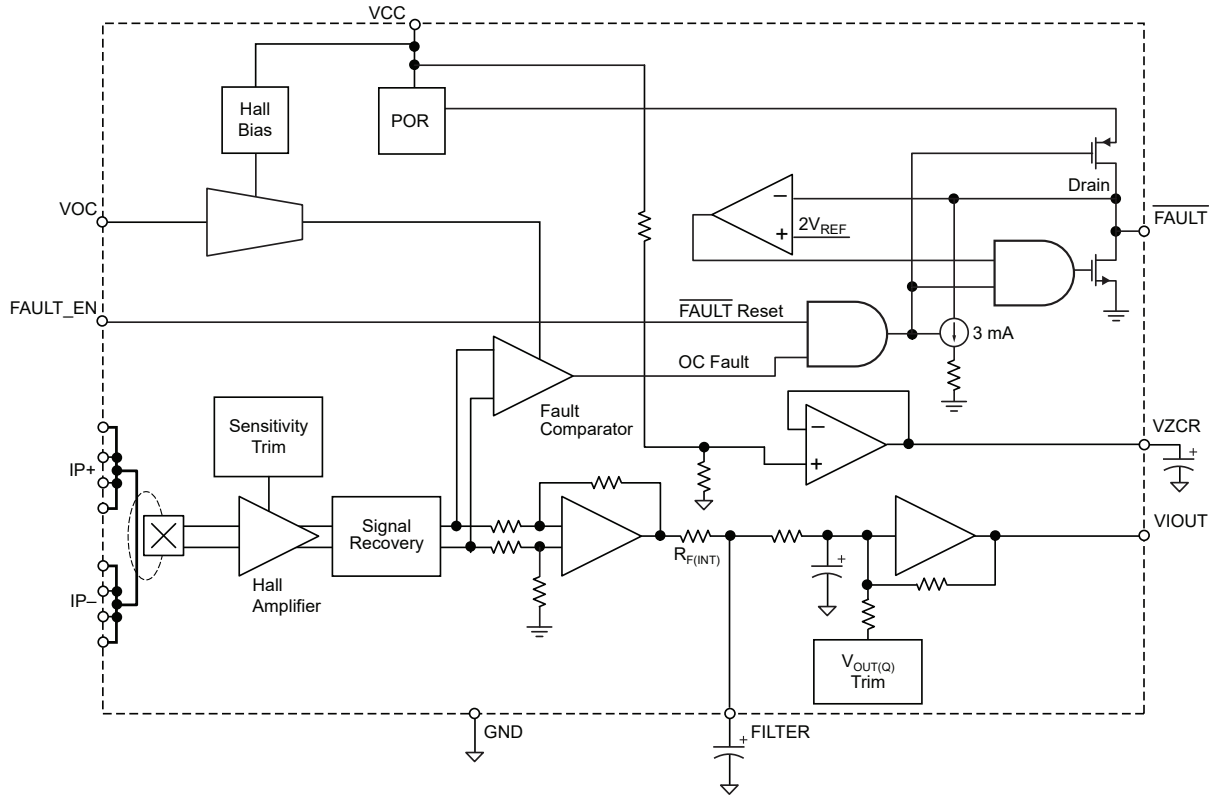 VCC
Hall
Bias
POR
VOC
Drain
FAULT
2VREF
FAULT_EN
FAULT Reset
OC Fault
3 mA
Fault
Comparator
Sensitivity
Trim
VZCR
IP+
Signal
Recovery
VIOUT
RF(INT)
Hall
Amplifier
IP–
VOUT(Q)
Trim
GND
FILTER